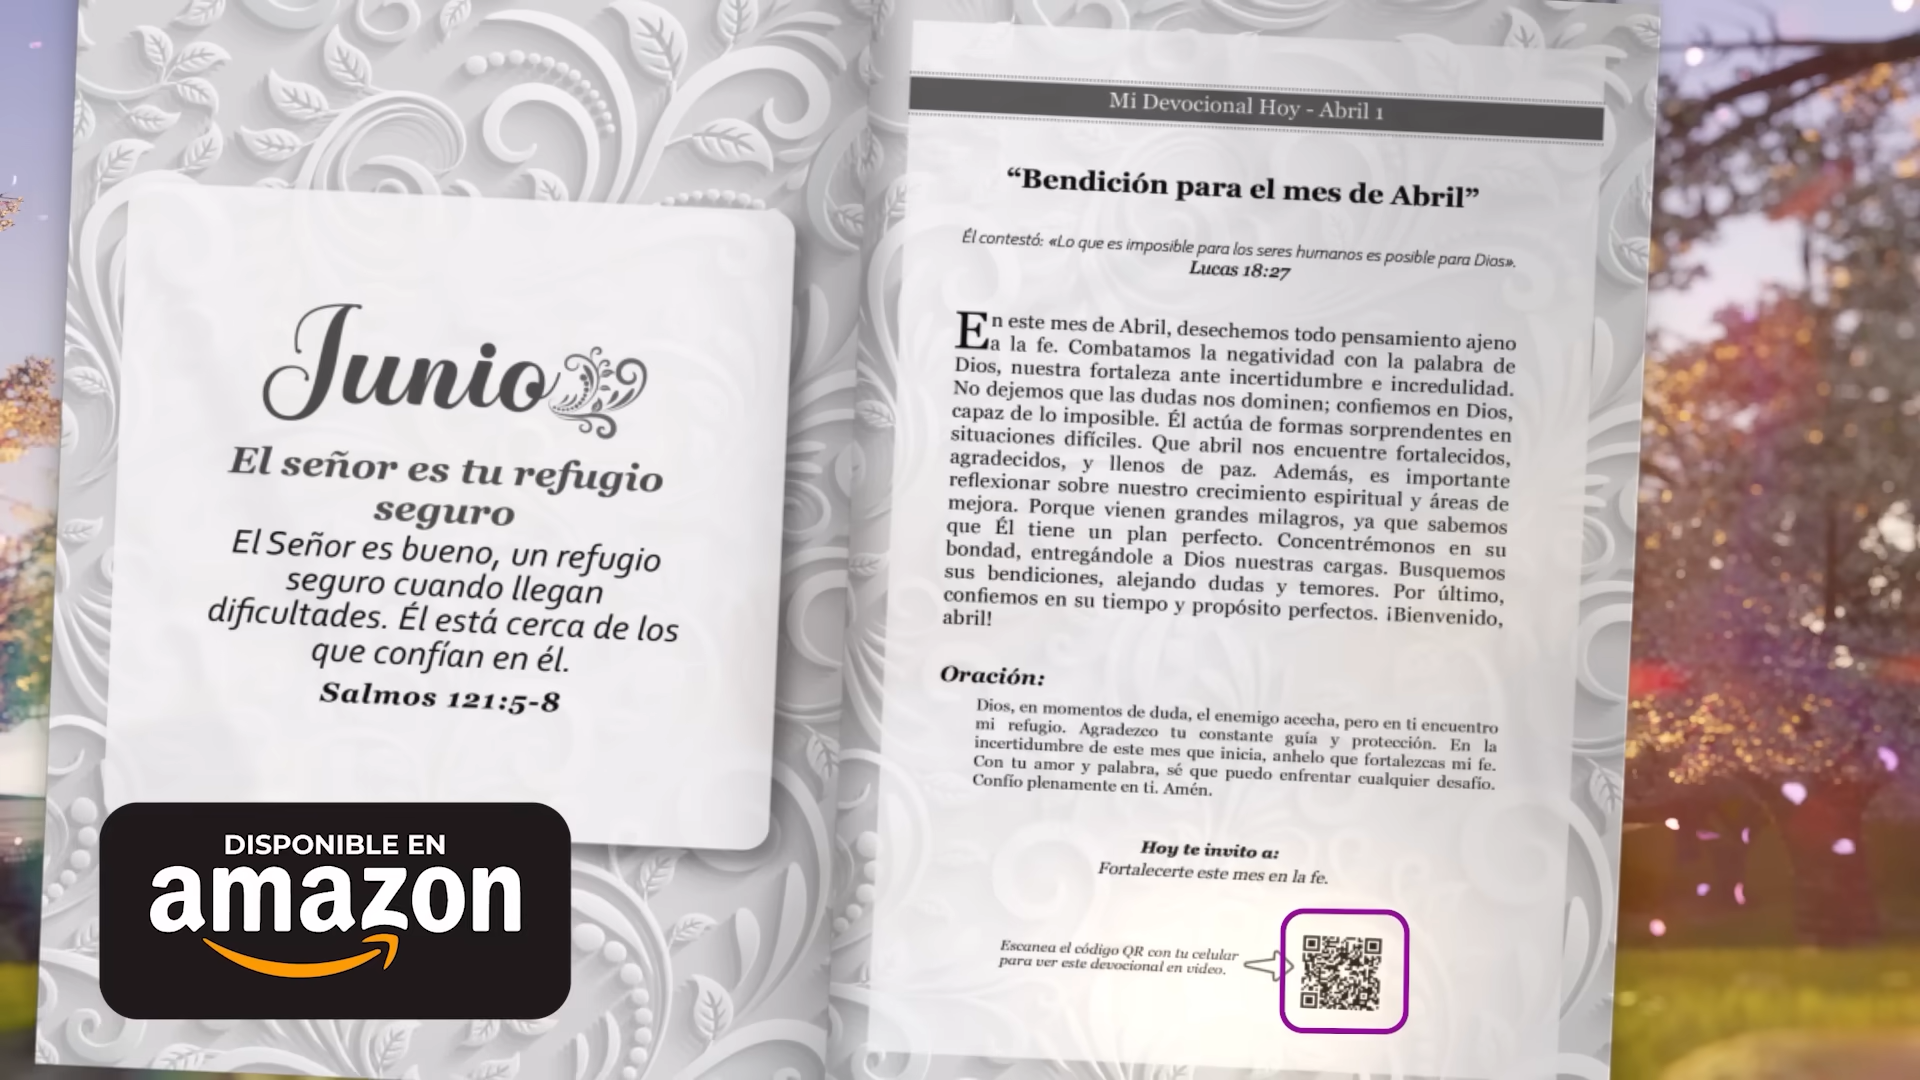 Junio
El señor es tu refugio
seguro
El Señor es bueno, un refugio
seguro cuando llegan
dificultades. Él está cerca de los
que confían en él.
Salmos 121:5-8
DISPONIBLE EN
amazon
Mi Devocional Hoy - Abril 1
“Bendición para el mes de Abril”
Él contestó: «Lo que es imposible para los seres humanos es posible para Dios».
Lucas 18:27
En este mes de Abril, desechemos todo pensamiento ajeno
a la fe. Combatamos la negatividad con la palabra de
Dios, nuestra fortaleza ante incertidumbre e incredulidad.
No dejemos que las dudas nos dominen; confiemos en Dios,
capaz de lo imposible. Él actúa de formas sorprendentes en
situaciones difíciles. Que abril nos encuentre fortalecidos,
agradecidos, y llenos de paz. Además, es importante
reflexionar sobre nuestro crecimiento espiritual y áreas de
mejora. Porque vienen grandes milagros, ya que sabemos
que Él tiene un plan perfecto. Concentrémonos en su
bondad, entregándole a Dios nuestras cargas. Busquemos
sus bendiciones, alejando dudas y temores. Por último,
confiemos en su tiempo y propósito perfectos. ¡Bienvenido,
abril!
Oración:
Dios, en momentos de duda, el enemigo acecha, pero en ti encuentro
mi refugio. Agradezco tu constante guía y protección. En la
incertidumbre de este mes que inicia, anhelo que fortalezcas mi fe.
Con tu amor y palabra, sé que puedo enfrentar cualquier desafío.
Confío plenamente en ti. Amén.
Hoy te invito a:
Fortalecerte este mes en la fe.
Escanea el código QR con tu celular
para ver este devocional en video.